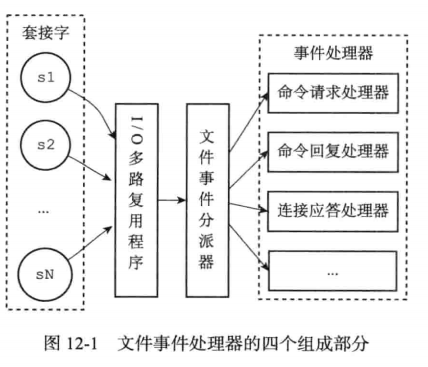 套接字
s1
s2
...
sN
I/O多路复用程序
文件事件分派器
事件处理器
命令请求处理器
命令回复处理器
连接应答处理器
...
图 12-1 文件事件处理器的四个组成部分